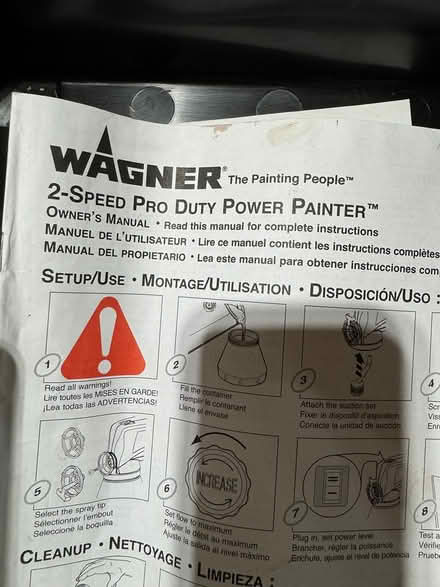 WAGNER® The Painting People™
2-SPEED PRO DUTY POWER PAINTER™
OWNER'S MANUAL • Read this manual for complete instructions
MANUEL DE L'UTILISATEUR • Lire ce manuel contient les instructions complètes
MANUAL DEL PROPIETARIO • Lea este manual para obtener instrucciones com
SETUP/USE • MONTAGE/UTILISATION • DISPOSICIÓN/USO :
1
Read all warnings!
Lire toutes les MISES EN GARDE!
¡Lea todas las ADVERTENCIAS!
2
Fill the container
Remplir le contenant
Llene el envase
3
Attach the suction set
Fixer le dispositif d'aspiration
Conecte la unidad de succión
4
5
Select the spray tip
Sélectionner l'embout
Seleccione la boquilla
INCREASE
6
Set flow to maximum
Régler le débit au maximum
Ajuste la salida al nivel máximo
7
Plug in, set power level
Brancher, régler la puissance
Enchufe, ajuste el nivel de potencia
8
Test a
Vérifie
Pruebe
CLEANUP • NETTOYAGE • LIMPIEZA :